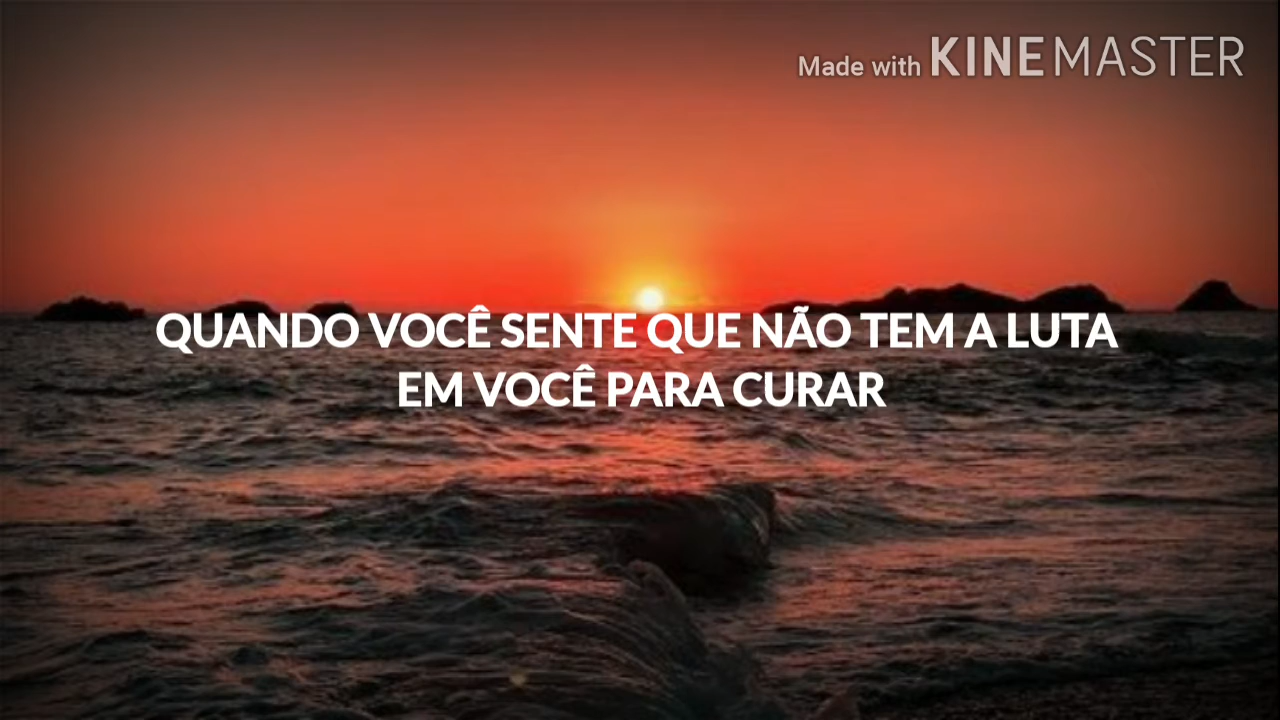 Made with KINEMASTER
QUANDO VOCÊ SENTE QUE NÃO TEM A LUTA
EM VOCÊ PARA CURAR